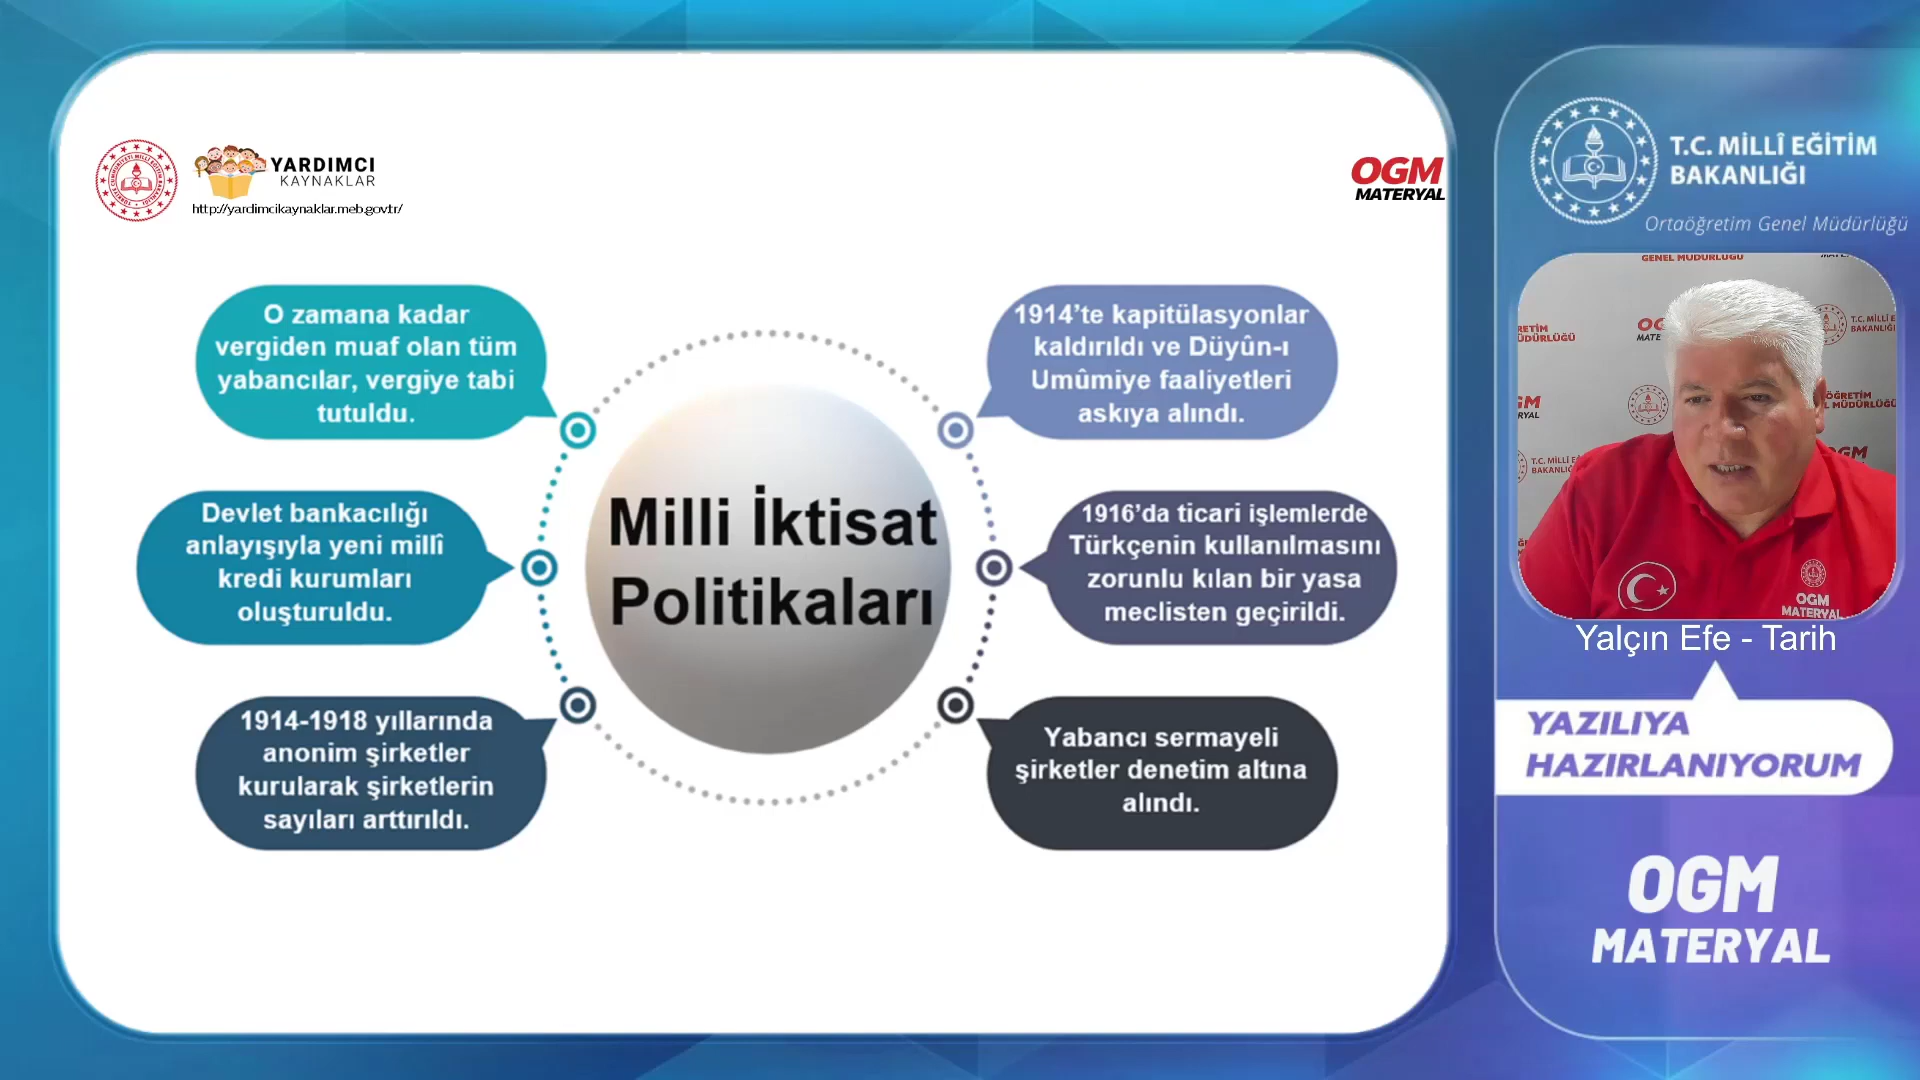 YARDIMCI
KAYNAKLAR
http://yardimcikaynaklar.meb.gov.tr/
OGM
MATERYAL
O zamana kadar
vergiden muaf olan tüm
yabancılar, vergiye tabi
tutuldu.
Devlet bankacılığı
anlayışıyla yeni millî
kredi kurumları
oluşturuldu.
1914-1918 yıllarında
anonim şirketler
kurularak şirketlerin
sayıları arttırıldı.
Milli İktisat
Politikaları
1914’te kapitülasyonlar
kaldırıldı ve Düyûn-ı
Umûmiye faaliyetleri
askıya alındı.
1916’da ticari işlemlerde
Türkçenin kullanılmasını
zorunlu kılan bir yasa
meclisten geçirildi.
Yabancı sermayeli
şirketler denetim altına
alındı.
T.C. MİLLÎ EĞİTİM
BAKANLIĞI
Ortaöğretim Genel Müdürlüğü
GENEL MÜDÜRLÜĞÜ
OGM
MATERYAL
Yalçın Efe - Tarih
YAZILIYA
HAZIRLANIYORUM
OGM
MATERYAL